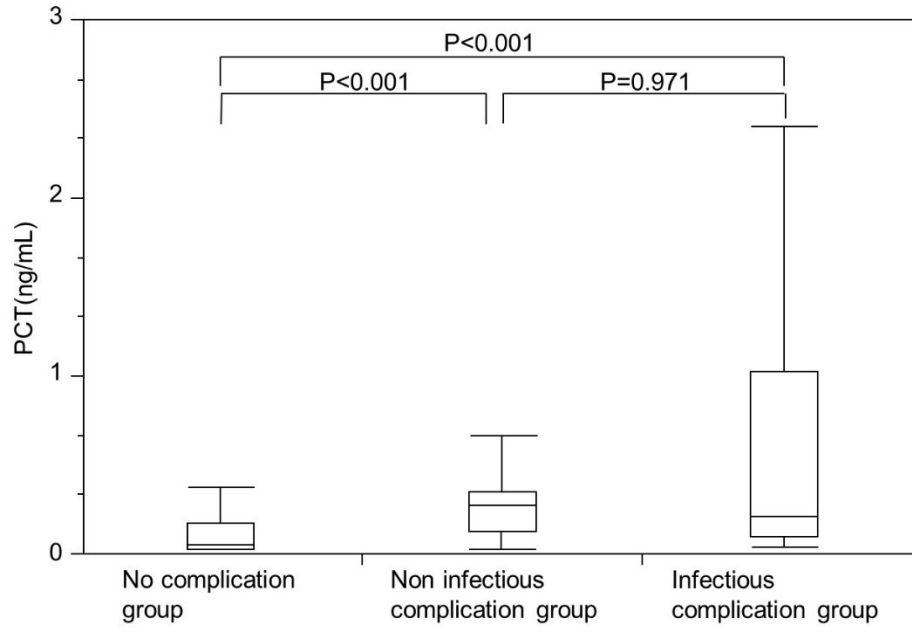 3
P<0.001
P<0.001
P=0.971
2
PCT(ng/mL)
1
0
No complication
group
Non infectious
complication group
Infectious
complication group